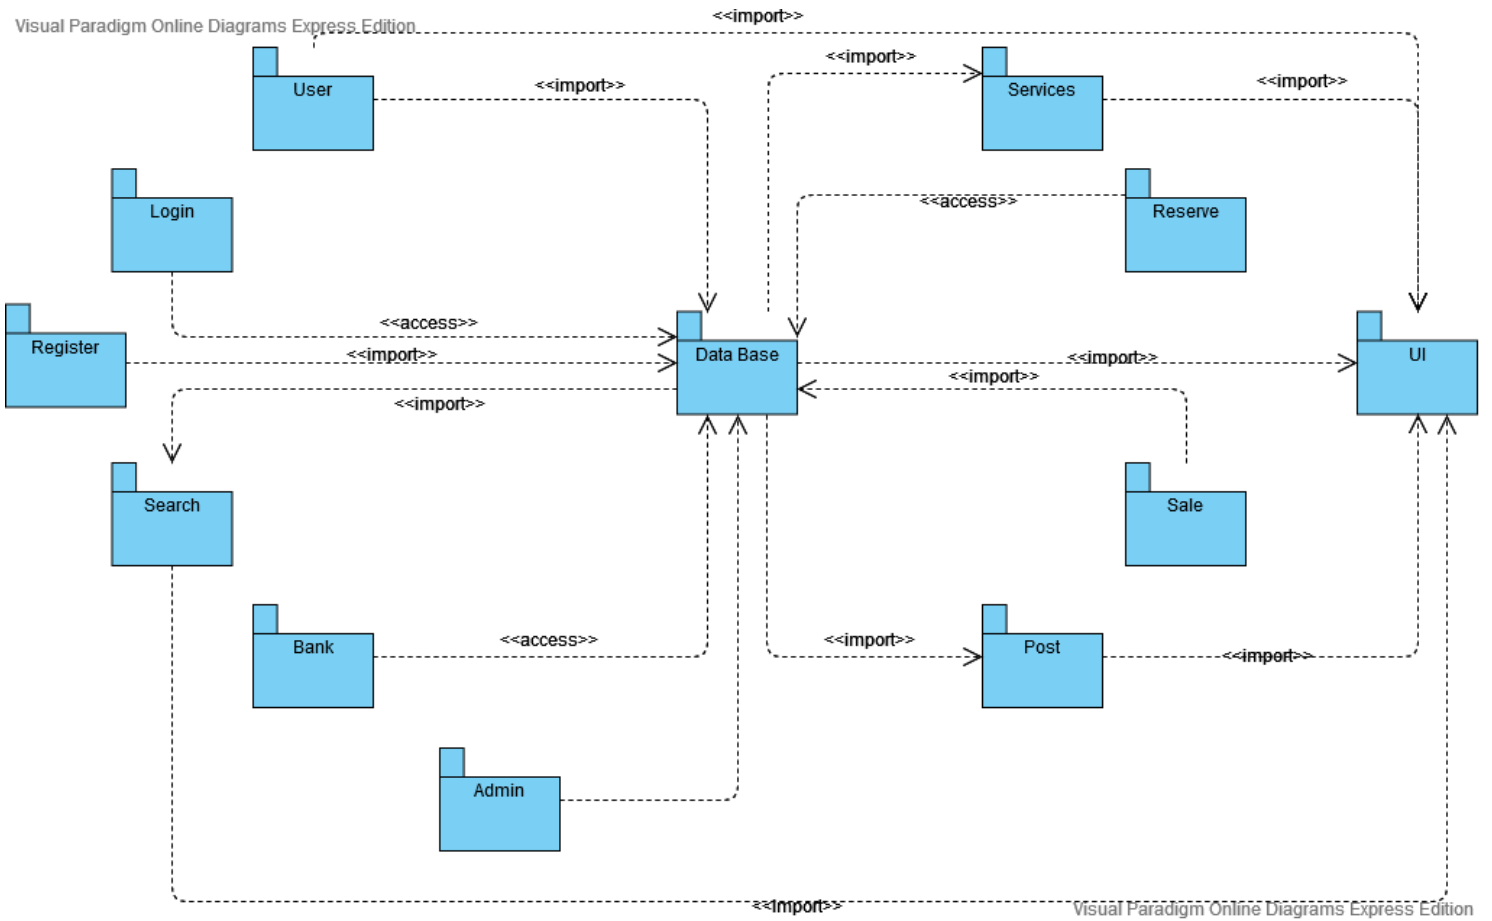 <<import>>
Visual Paradigm Online Diagrams Express Edition
<<import>>
User
<<import>>
Services
<<import>>
Login
<<access>>
Reserve
<<access>>
Register
<<import>>
Data Base
<<import>>
UI
<<import>>
<<import>>
Search
Sale
Bank
<<access>>
<<import>>
Post
<<import>>
Admin
<<import>>
Visual Paradigm Online Diagrams Express Edition